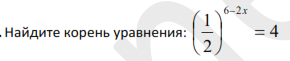 . Найдите корень уравнения: (1/2)^(6−2x) = 4